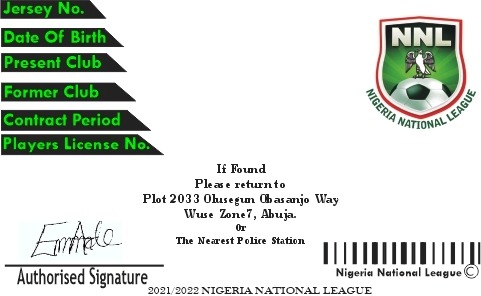 Jersey No.
Date Of Birth
Present Club
Former Club
Contract Period
Players License No.
NNL
NIGERIA NATIONAL LEAGUE
If Found
Please return to
Plot 2033 Olusegun Obasanjo Way
Wuse Zone7, Abuja.
Or
The Nearest Police Station
Authorised Signature
Nigeria National League©
2021/2022 NIGERIA NATIONAL LEAGUE